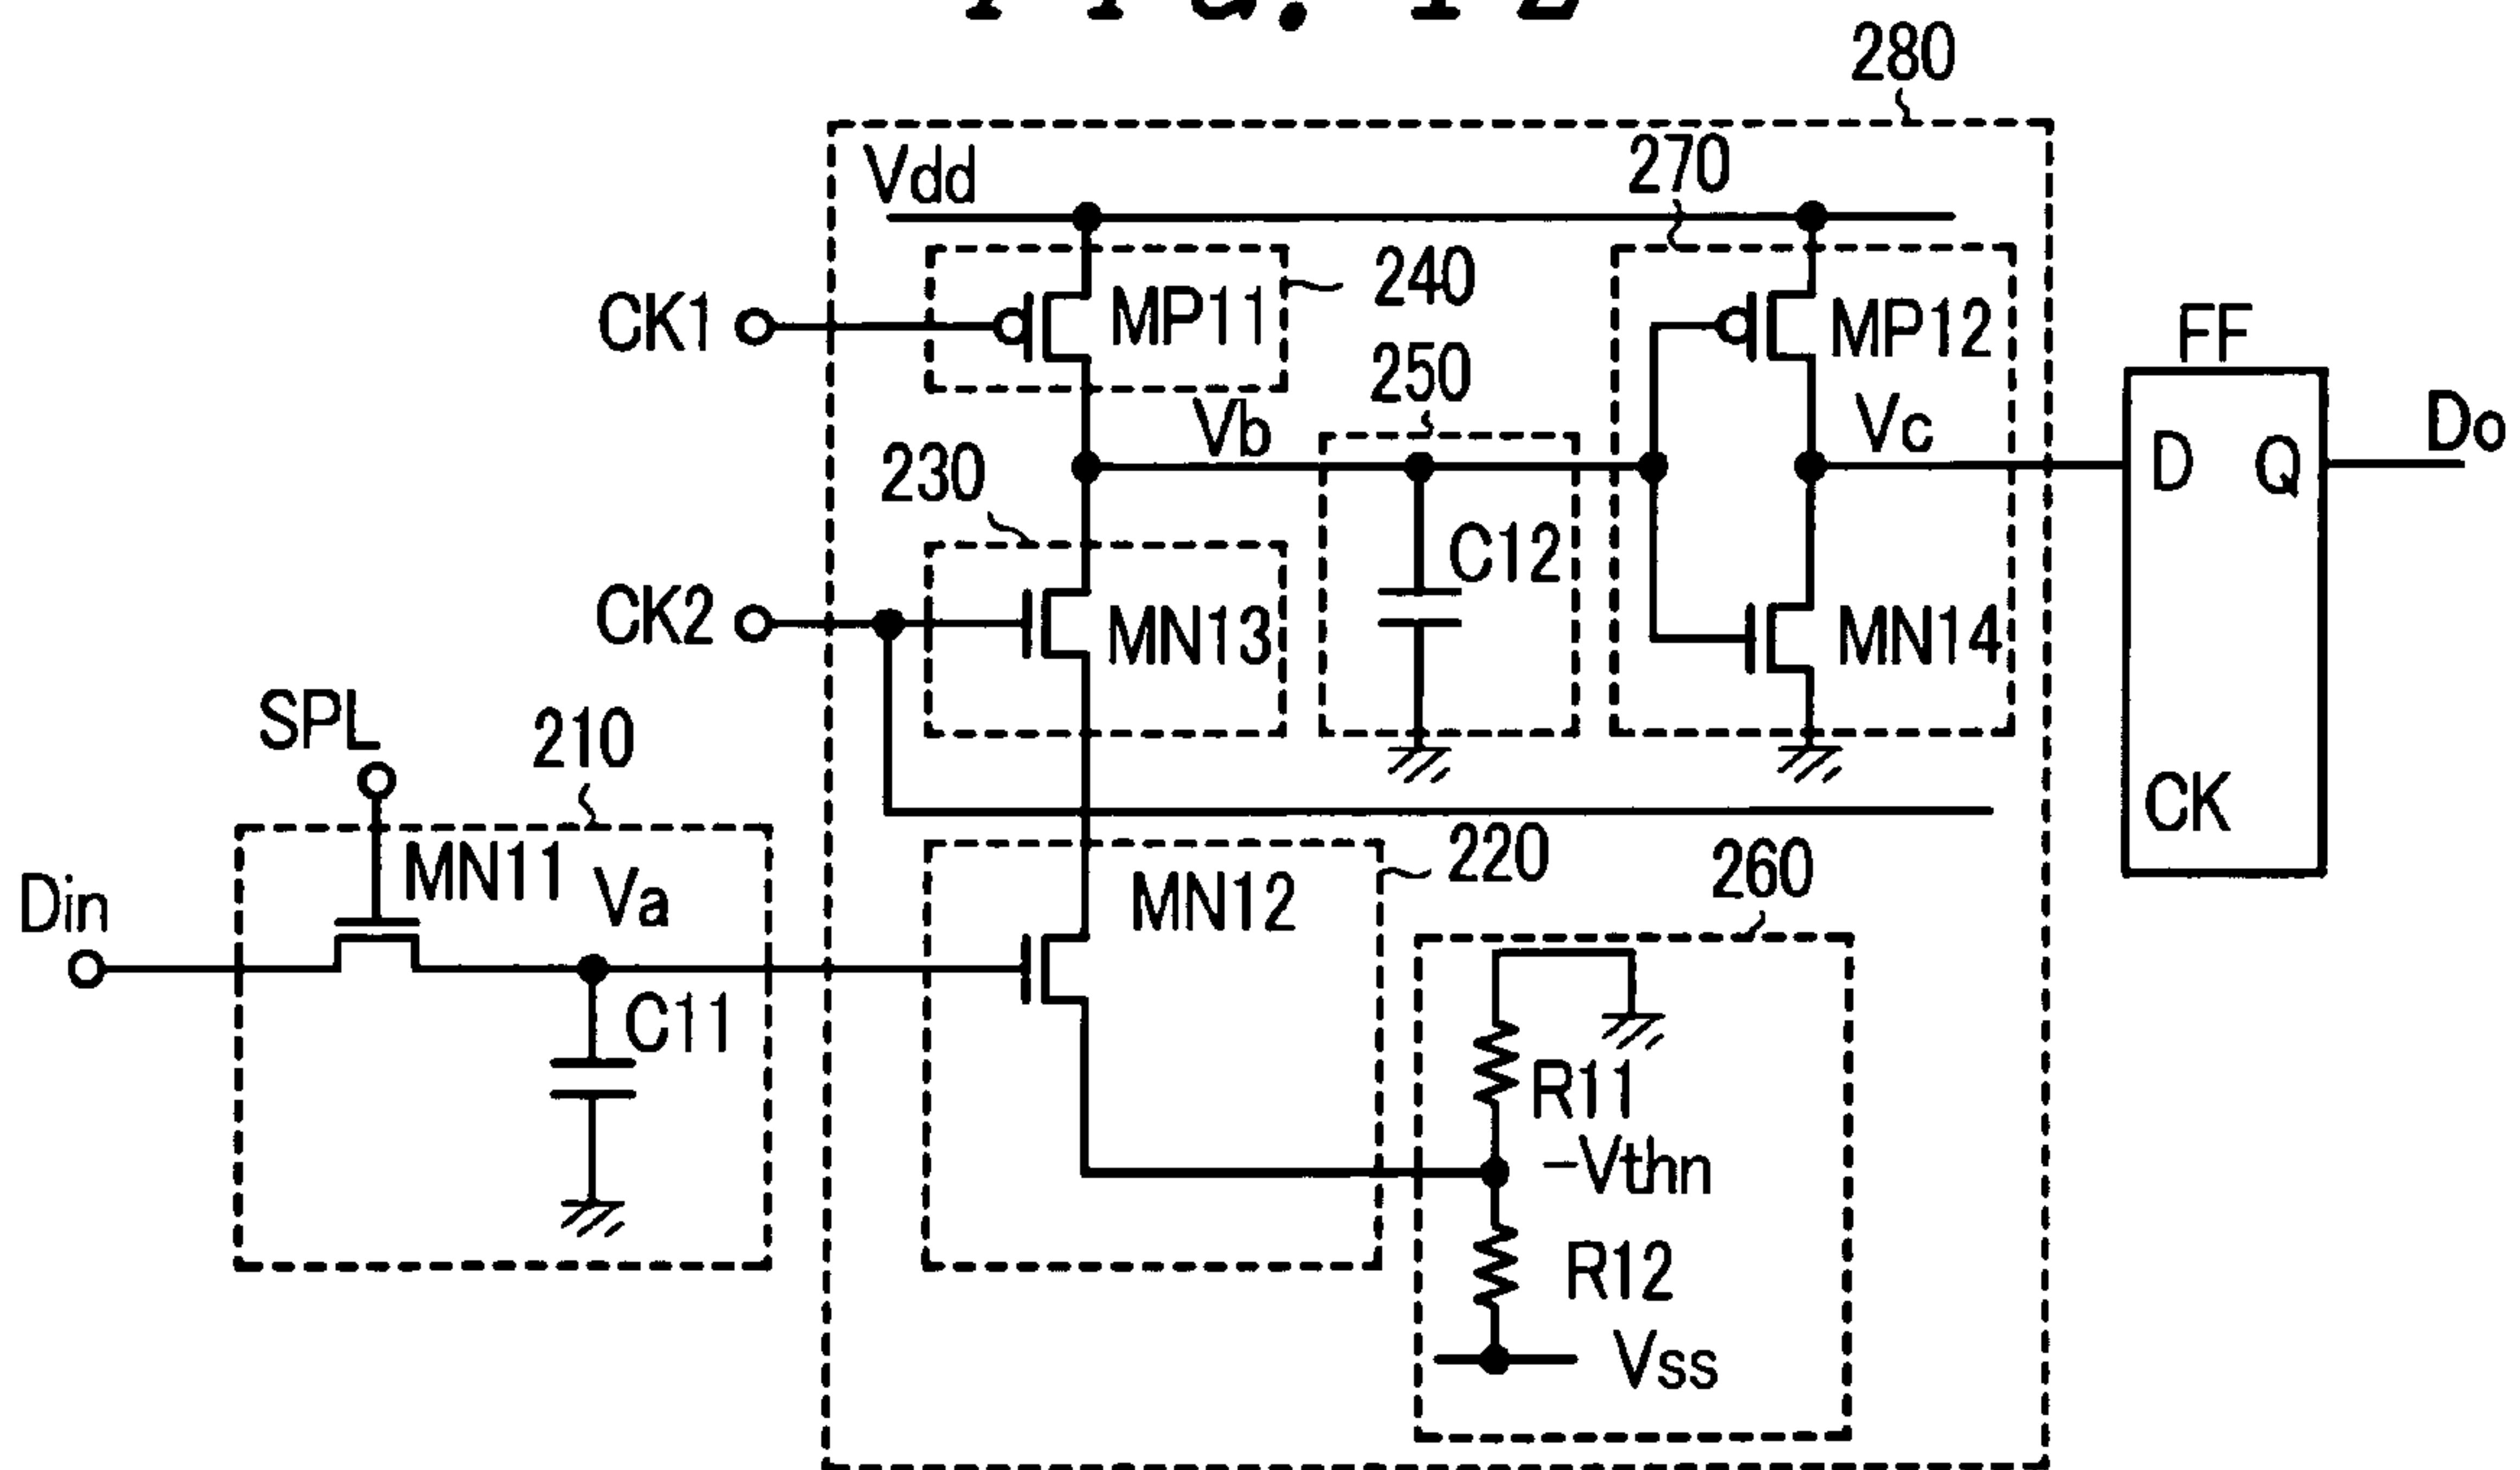 280
Vdd
270
240
CK1
MP11
MP12
FF
250
Vb
Vc
Do
230
D
Q
C12
CK2
MN13
MN14
SPL
210
CK
220
MN11
Va
260
Din
MN12
C11
R11
-Vthn
R12
Vss